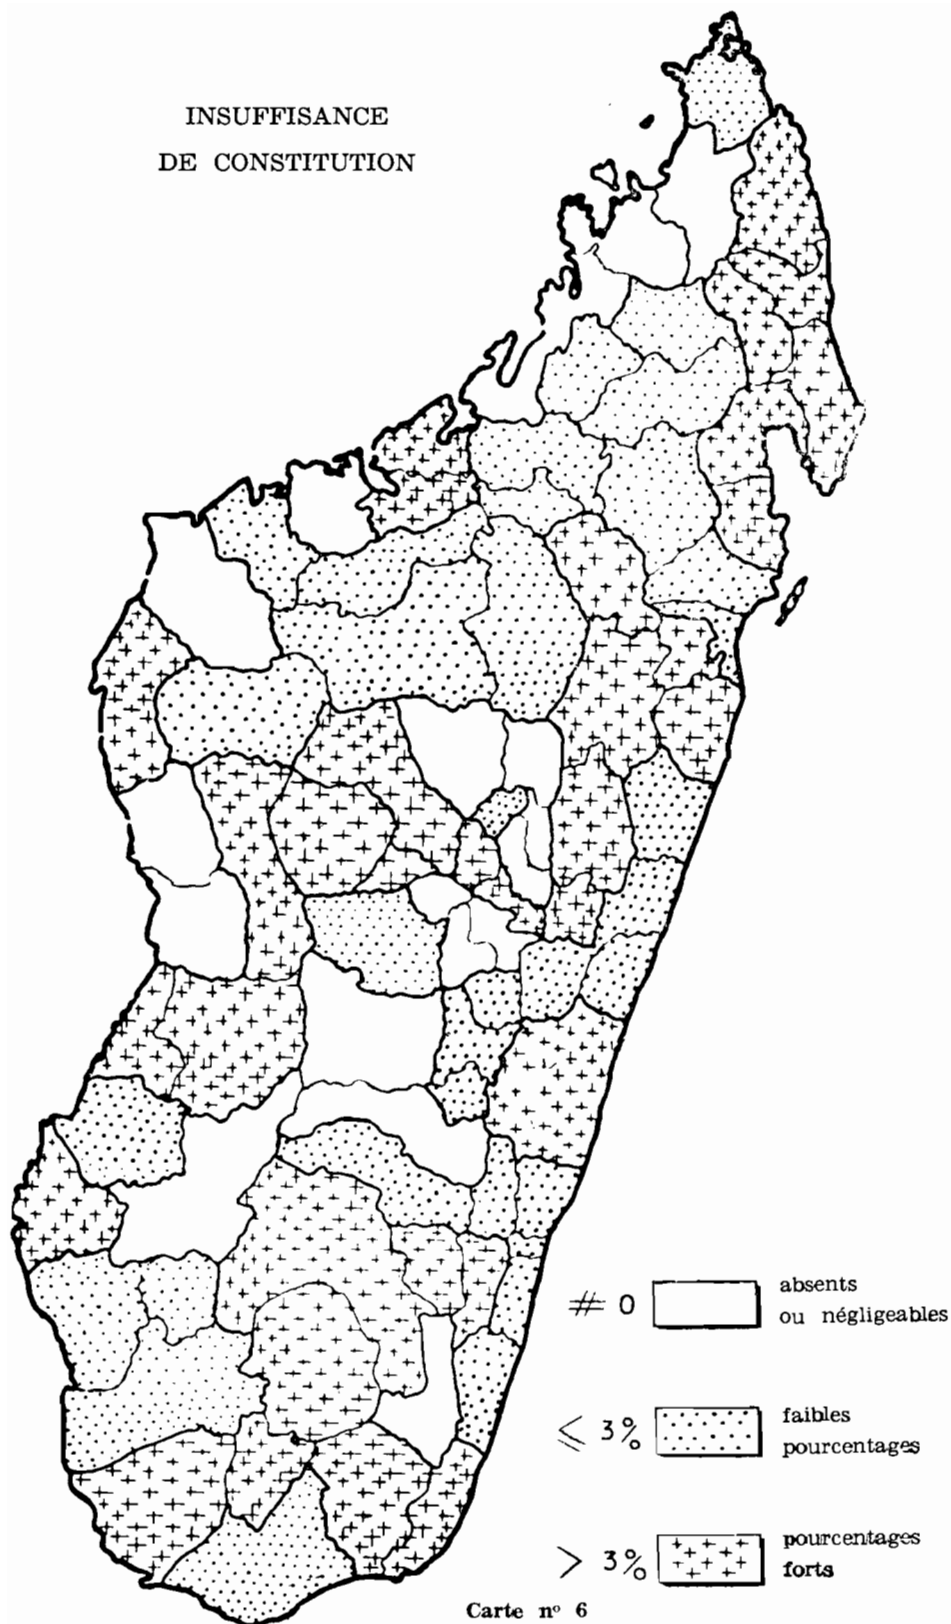 INSUFFISANCE
DE CONSTITUTION
# 0 absents
ou négligeables
≤ 3% faibles
pourcentages
> 3% pourcentages
forts
Carte nº 6